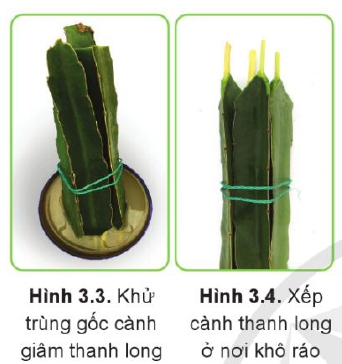 Hình 3.3. Khử
trùng gốc cành
giâm thanh long
Hình 3.4. Xếp
cành thanh long
ở nơi khô ráo